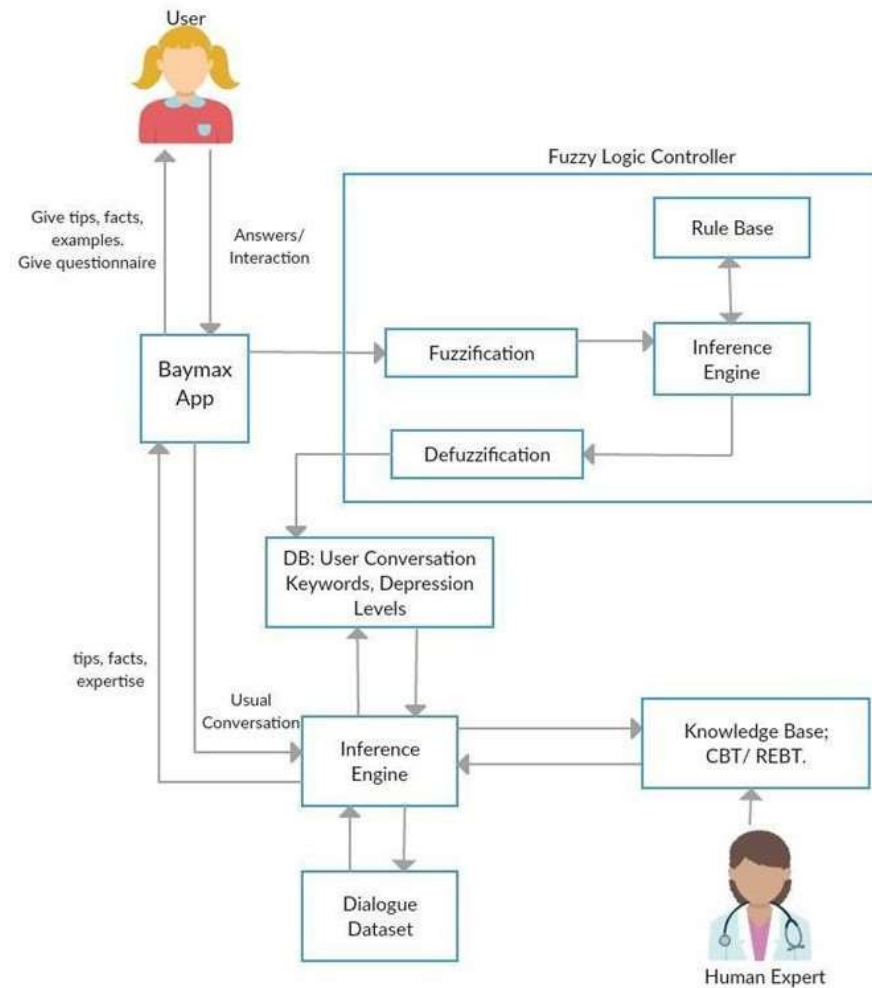 User
Fuzzy Logic Controller
Give tips, facts,
examples.
Give questionnaire
Answers/
Interaction
Rule Base
Baymax
App
Fuzzification
Inference
Engine
Defuzzification
DB: User Conversation
Keywords, Depression
Levels
tips, facts,
expertise
Usual
Conversation
Inference
Engine
Knowledge Base;
CBT/ REBT.
Dialogue
Dataset
Human Expert